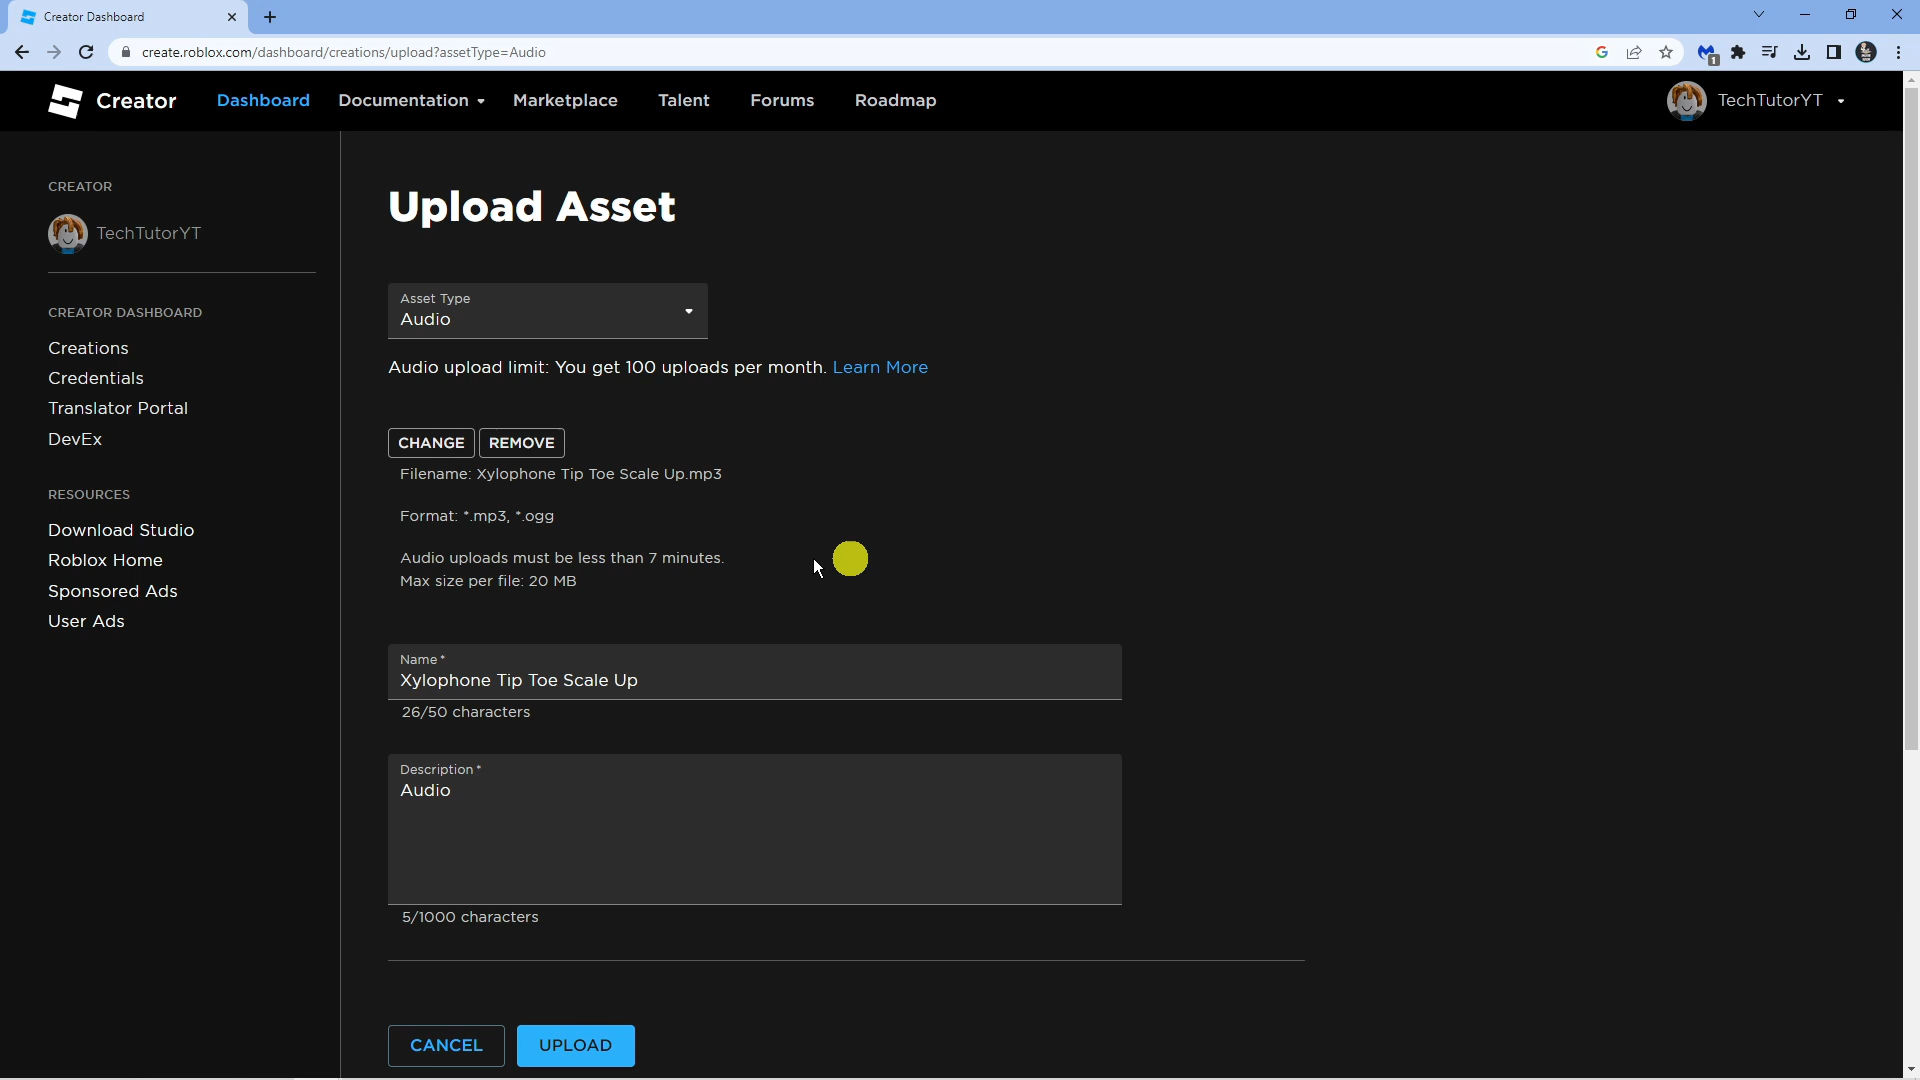 Creator Dashboard
create.roblox.com/dashboard/creations/upload?assetType=Audio
1
Creator
Dashboard
Documentation
Marketplace
Talent
Forums
Roadmap
TechTutorYT
CREATOR
TechTutorYT
CREATOR DASHBOARD
Creations
Credentials
Translator Portal
DevEx
RESOURCES
Download Studio
Roblox Home
Sponsored Ads
User Ads
Upload Asset
Asset Type
Audio
Audio upload limit: You get 100 uploads per month. Learn More
CHANGE
REMOVE
Filename: Xylophone Tip Toe Scale Up.mp3
Format: *.mp3, *.ogg
Audio uploads must be less than 7 minutes.
Max size per file: 20 MB
Name*
Xylophone Tip Toe Scale Up
26/50 characters
Description*
Audio
5/1000 characters
CANCEL
UPLOAD